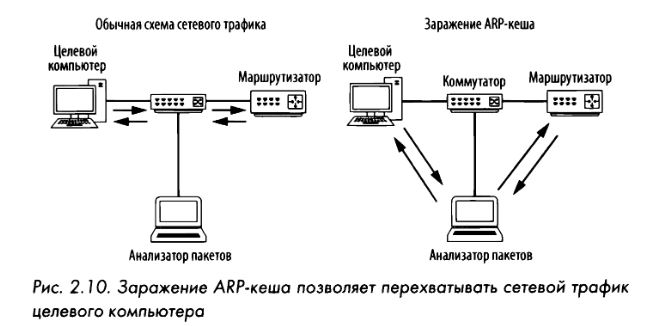 Обычная схема сетевого трафика
Целевой
компьютер
Маршрутизатор
Анализатор пакетов
Заражение ARP-кеша
Целевой
компьютер
Коммутатор
Маршрутизатор
Анализатор пакетов
Рис. 2.10. Заражение ARP-кеша позволяет перехватывать сетевой трафик
целевого компьютера